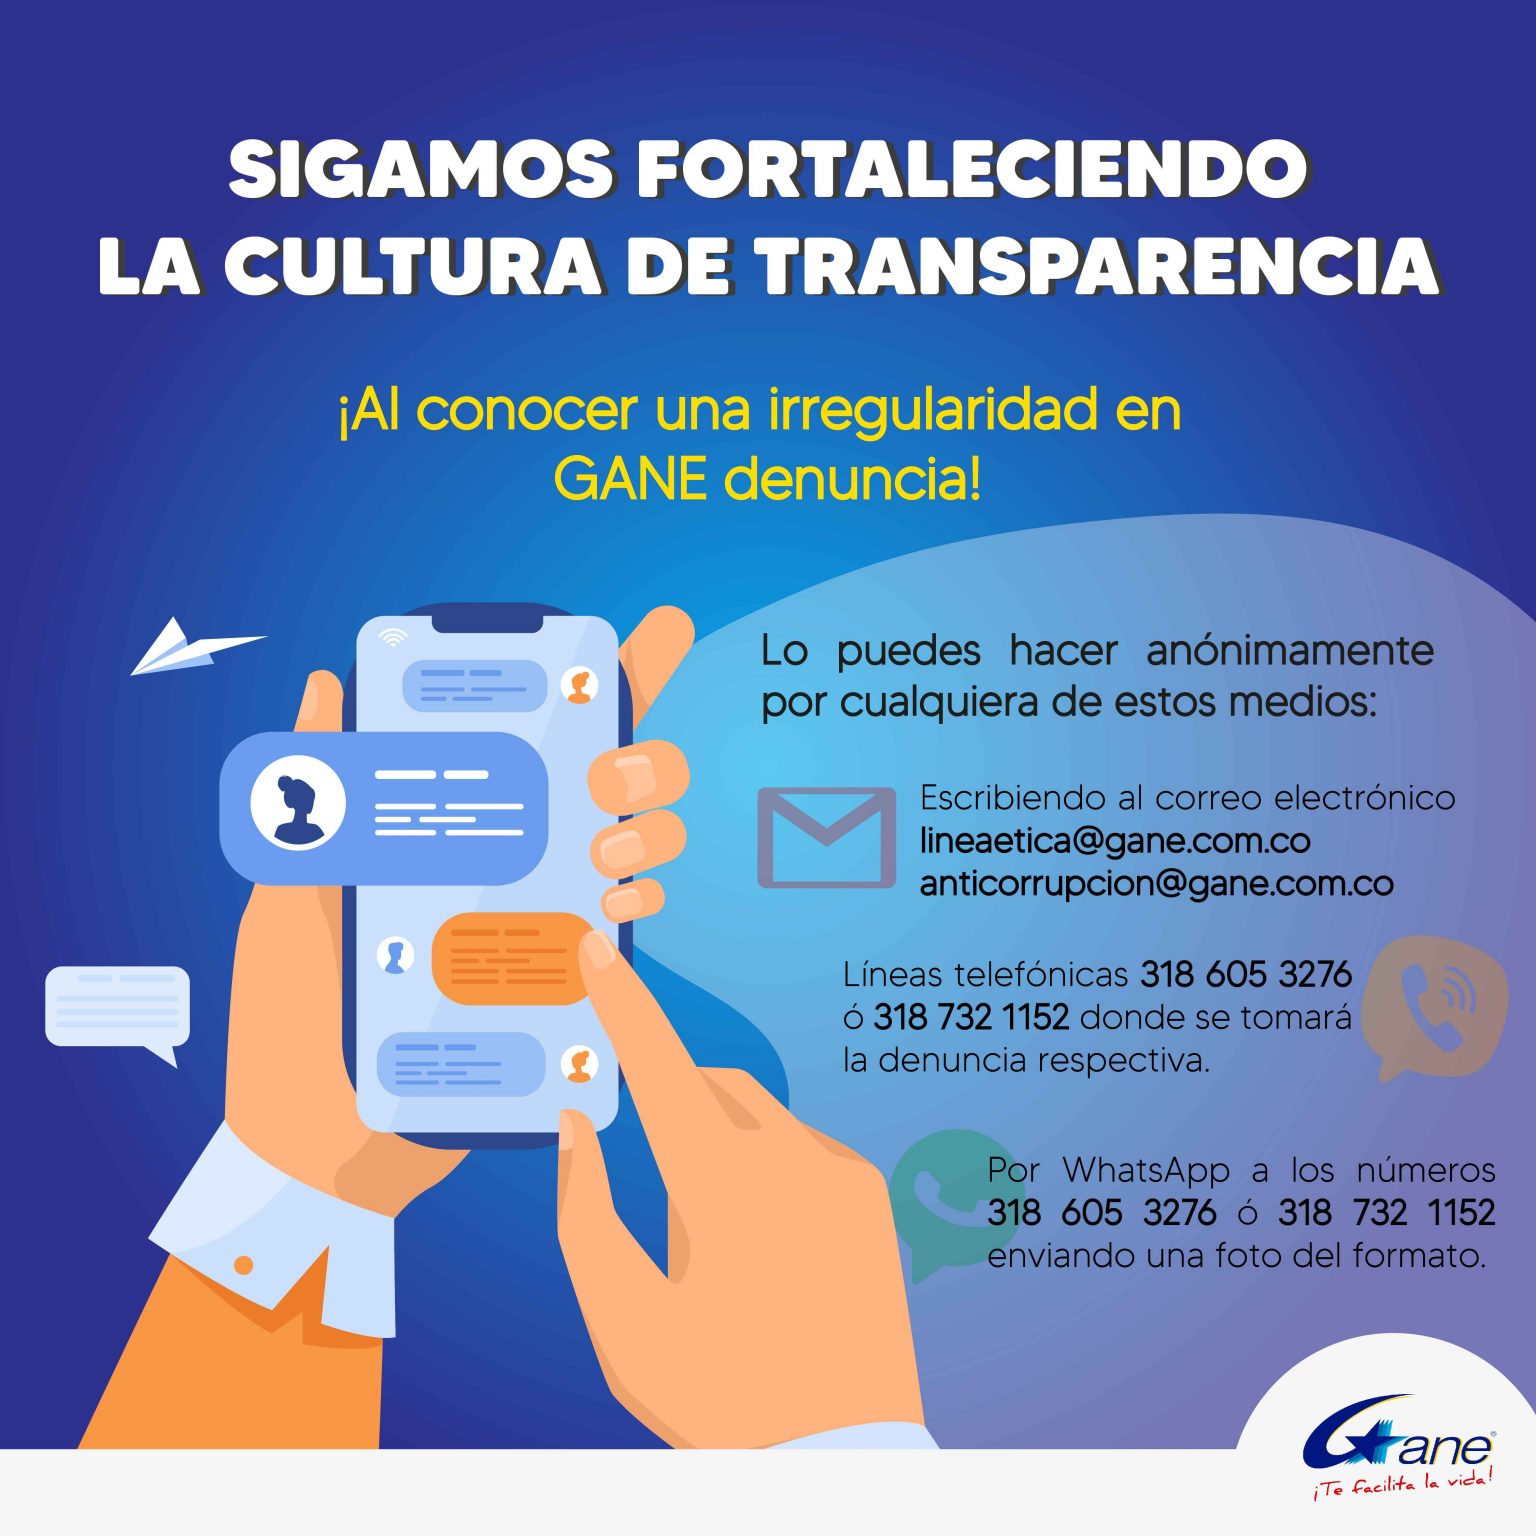 SIGAMOS FORTALECIENDO
LA CULTURA DE TRANSPARENCIA
¡Al conocer una irregularidad en
GANE denuncia!
Lo puedes hacer anónimamente
por cualquiera de estos medios:
Escribiendo al correo electrónico
lineaetica@gane.com.co
anticorrupcion@gane.com.co
Líneas telefónicas 318 605 3276
ó 318 732 1152 donde se tomará
la denuncia respectiva.
Por WhatsApp a los números
318 605 3276 ó 318 732 1152
enviando una foto del formato.
Gane®
¡Te facilita la vida!